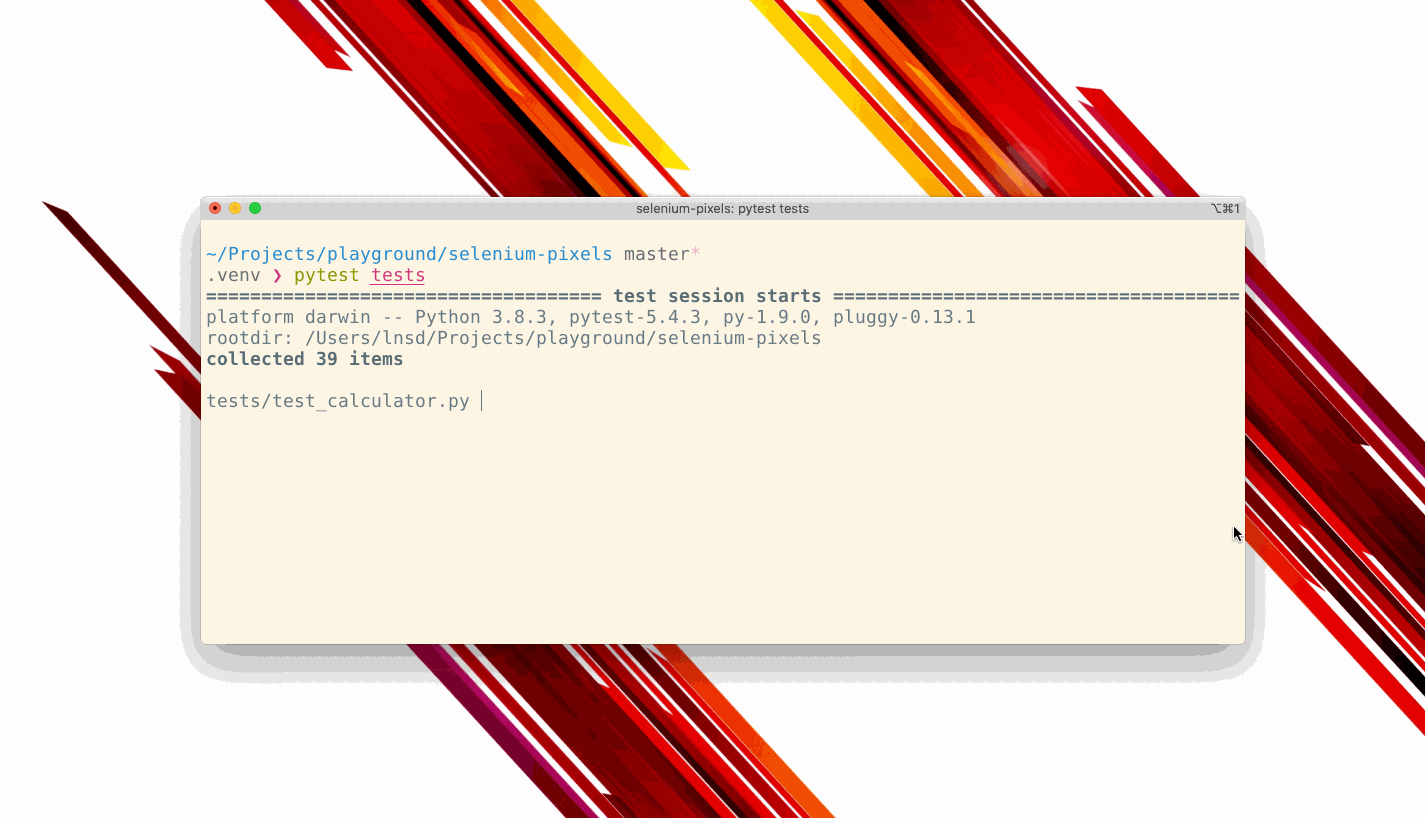 selenium-pixels: pytest tests ⌥⌘1
~/Projects/playground/selenium-pixels master*
.venv ❯ pytest tests
==================================== test session starts =====================================
platform darwin -- Python 3.8.3, pytest-5.4.3, py-1.9.0, pluggy-0.13.1
rootdir: /Users/lnsd/Projects/playground/selenium-pixels
collected 39 items
tests/test_calculator.py